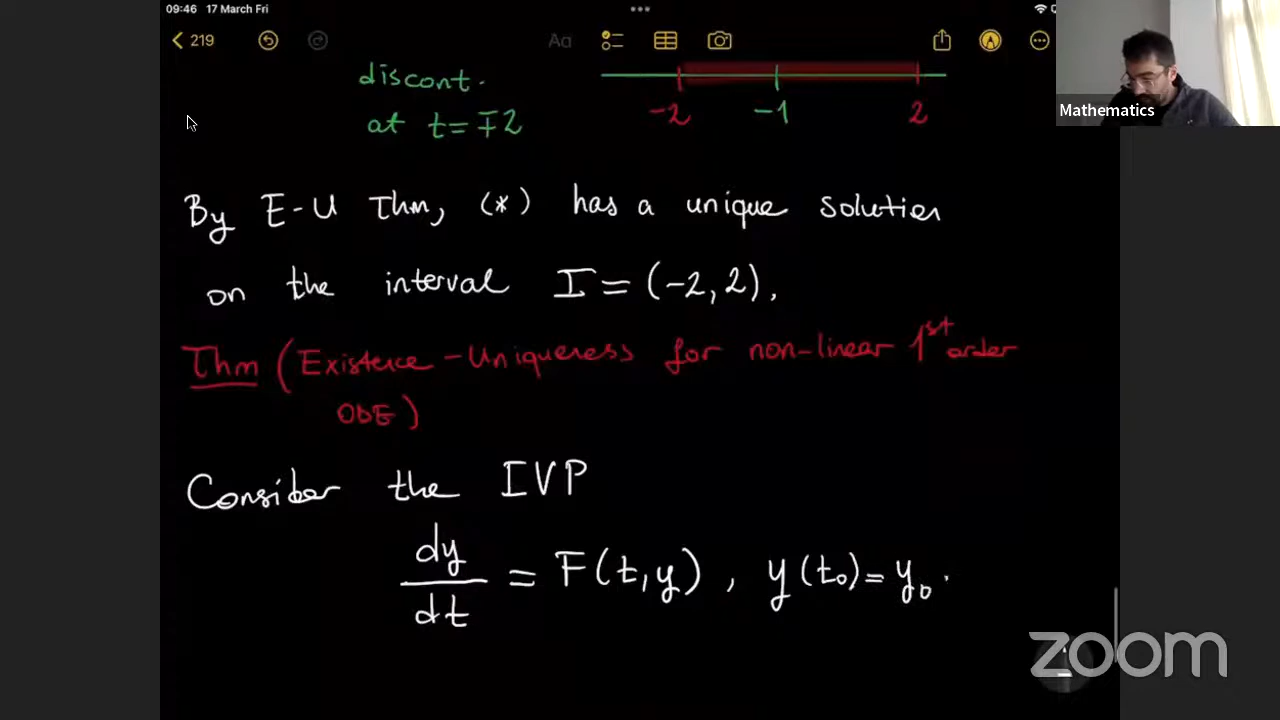 09:46 17 March Fri
219
Aa
discont.
at t=∓2
-2 -1 2
Mathematics
By E-U Thm, (*) has a unique solution
on the interval I = (-2, 2).
Thm (Existence-Uniqueness for non-linear 1st order
ODE)
Consider the IVP
dy/dt = F(t,y), y(t₀)=y₀.
zoom